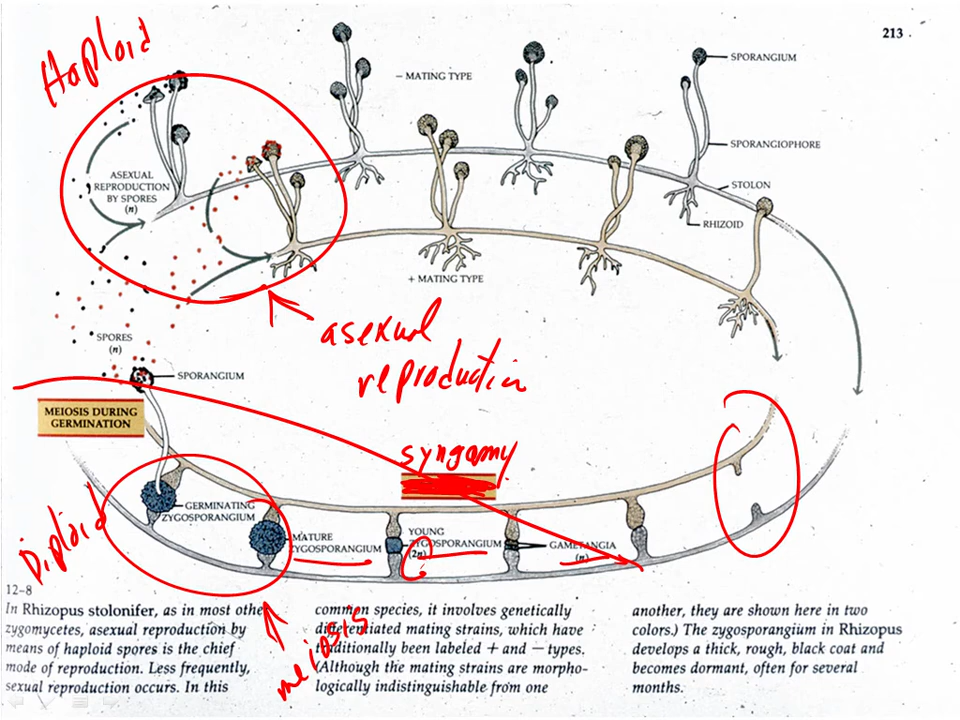 213
Haploid
SPORANGIUM
− MATING TYPE
SPORANGIOPHORE
ASEXUAL
REPRODUCTION
BY SPORES
(n)
STOLON
RHIZOID
+ MATING TYPE
asexual
reproduction
SPORES
(n)
SPORANGIUM
MEIOSIS DURING
GERMINATION
syngamy
Diploid
GERMINATING
ZYGOSPORANGIUM
MATURE
ZYGOSPORANGIUM
YOUNG
ZYGOSPORANGIUM
(2n)
GAMETANGIA
(n)
meiosis
12–8
In Rhizopus stolonifer, as in most other
zygomycetes, asexual reproduction by
means of haploid spores is the chief
mode of reproduction. Less frequently,
sexual reproduction occurs. In this
common species, it involves genetically
differentiated mating strains, which have
traditionally been labeled + and − types.
(Although the mating strains are morpho-
logically indistinguishable from one
another, they are shown here in two
colors.) The zygosporangium in Rhizopus
develops a thick, rough, black coat and
becomes dormant, often for several
months.